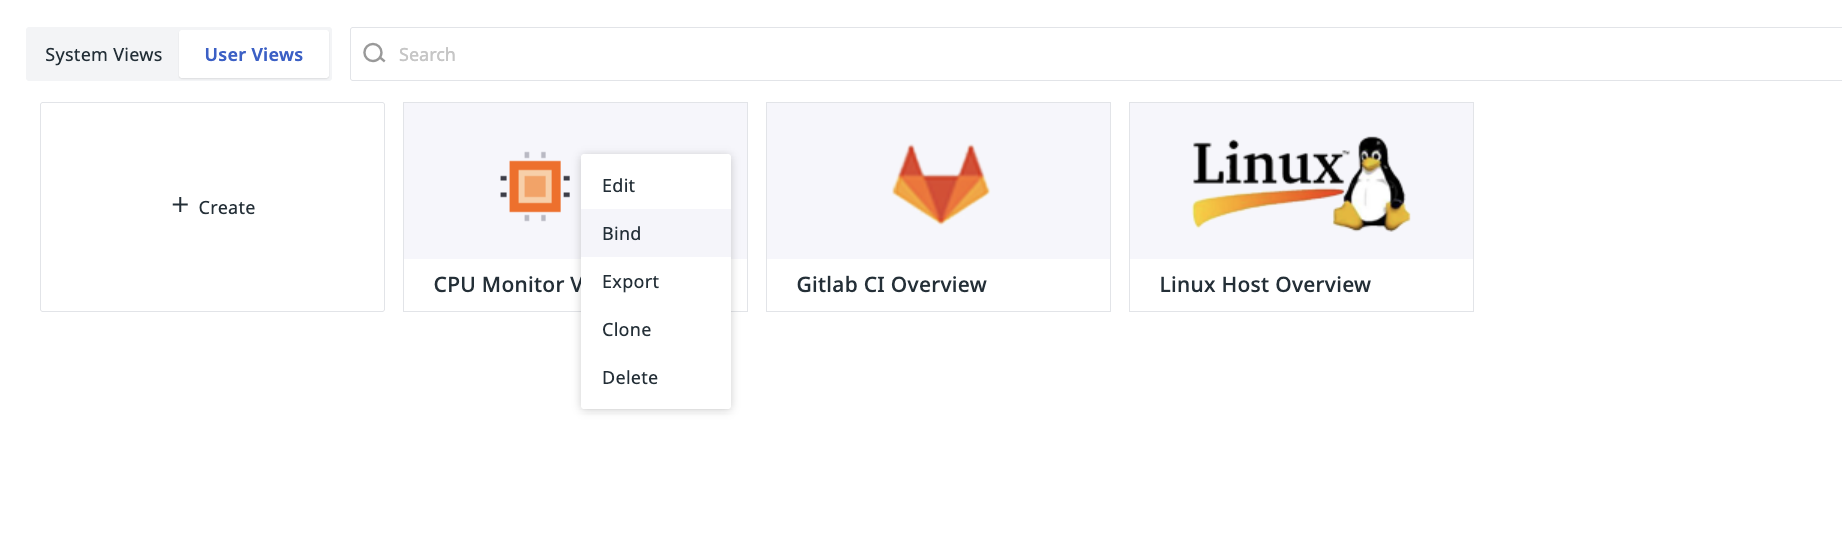 System Views
User Views
Search
+ Create
CPU Monitor V
Gitlab CI Overview
Linux™
Linux Host Overview
Edit
Bind
Export
Clone
Delete